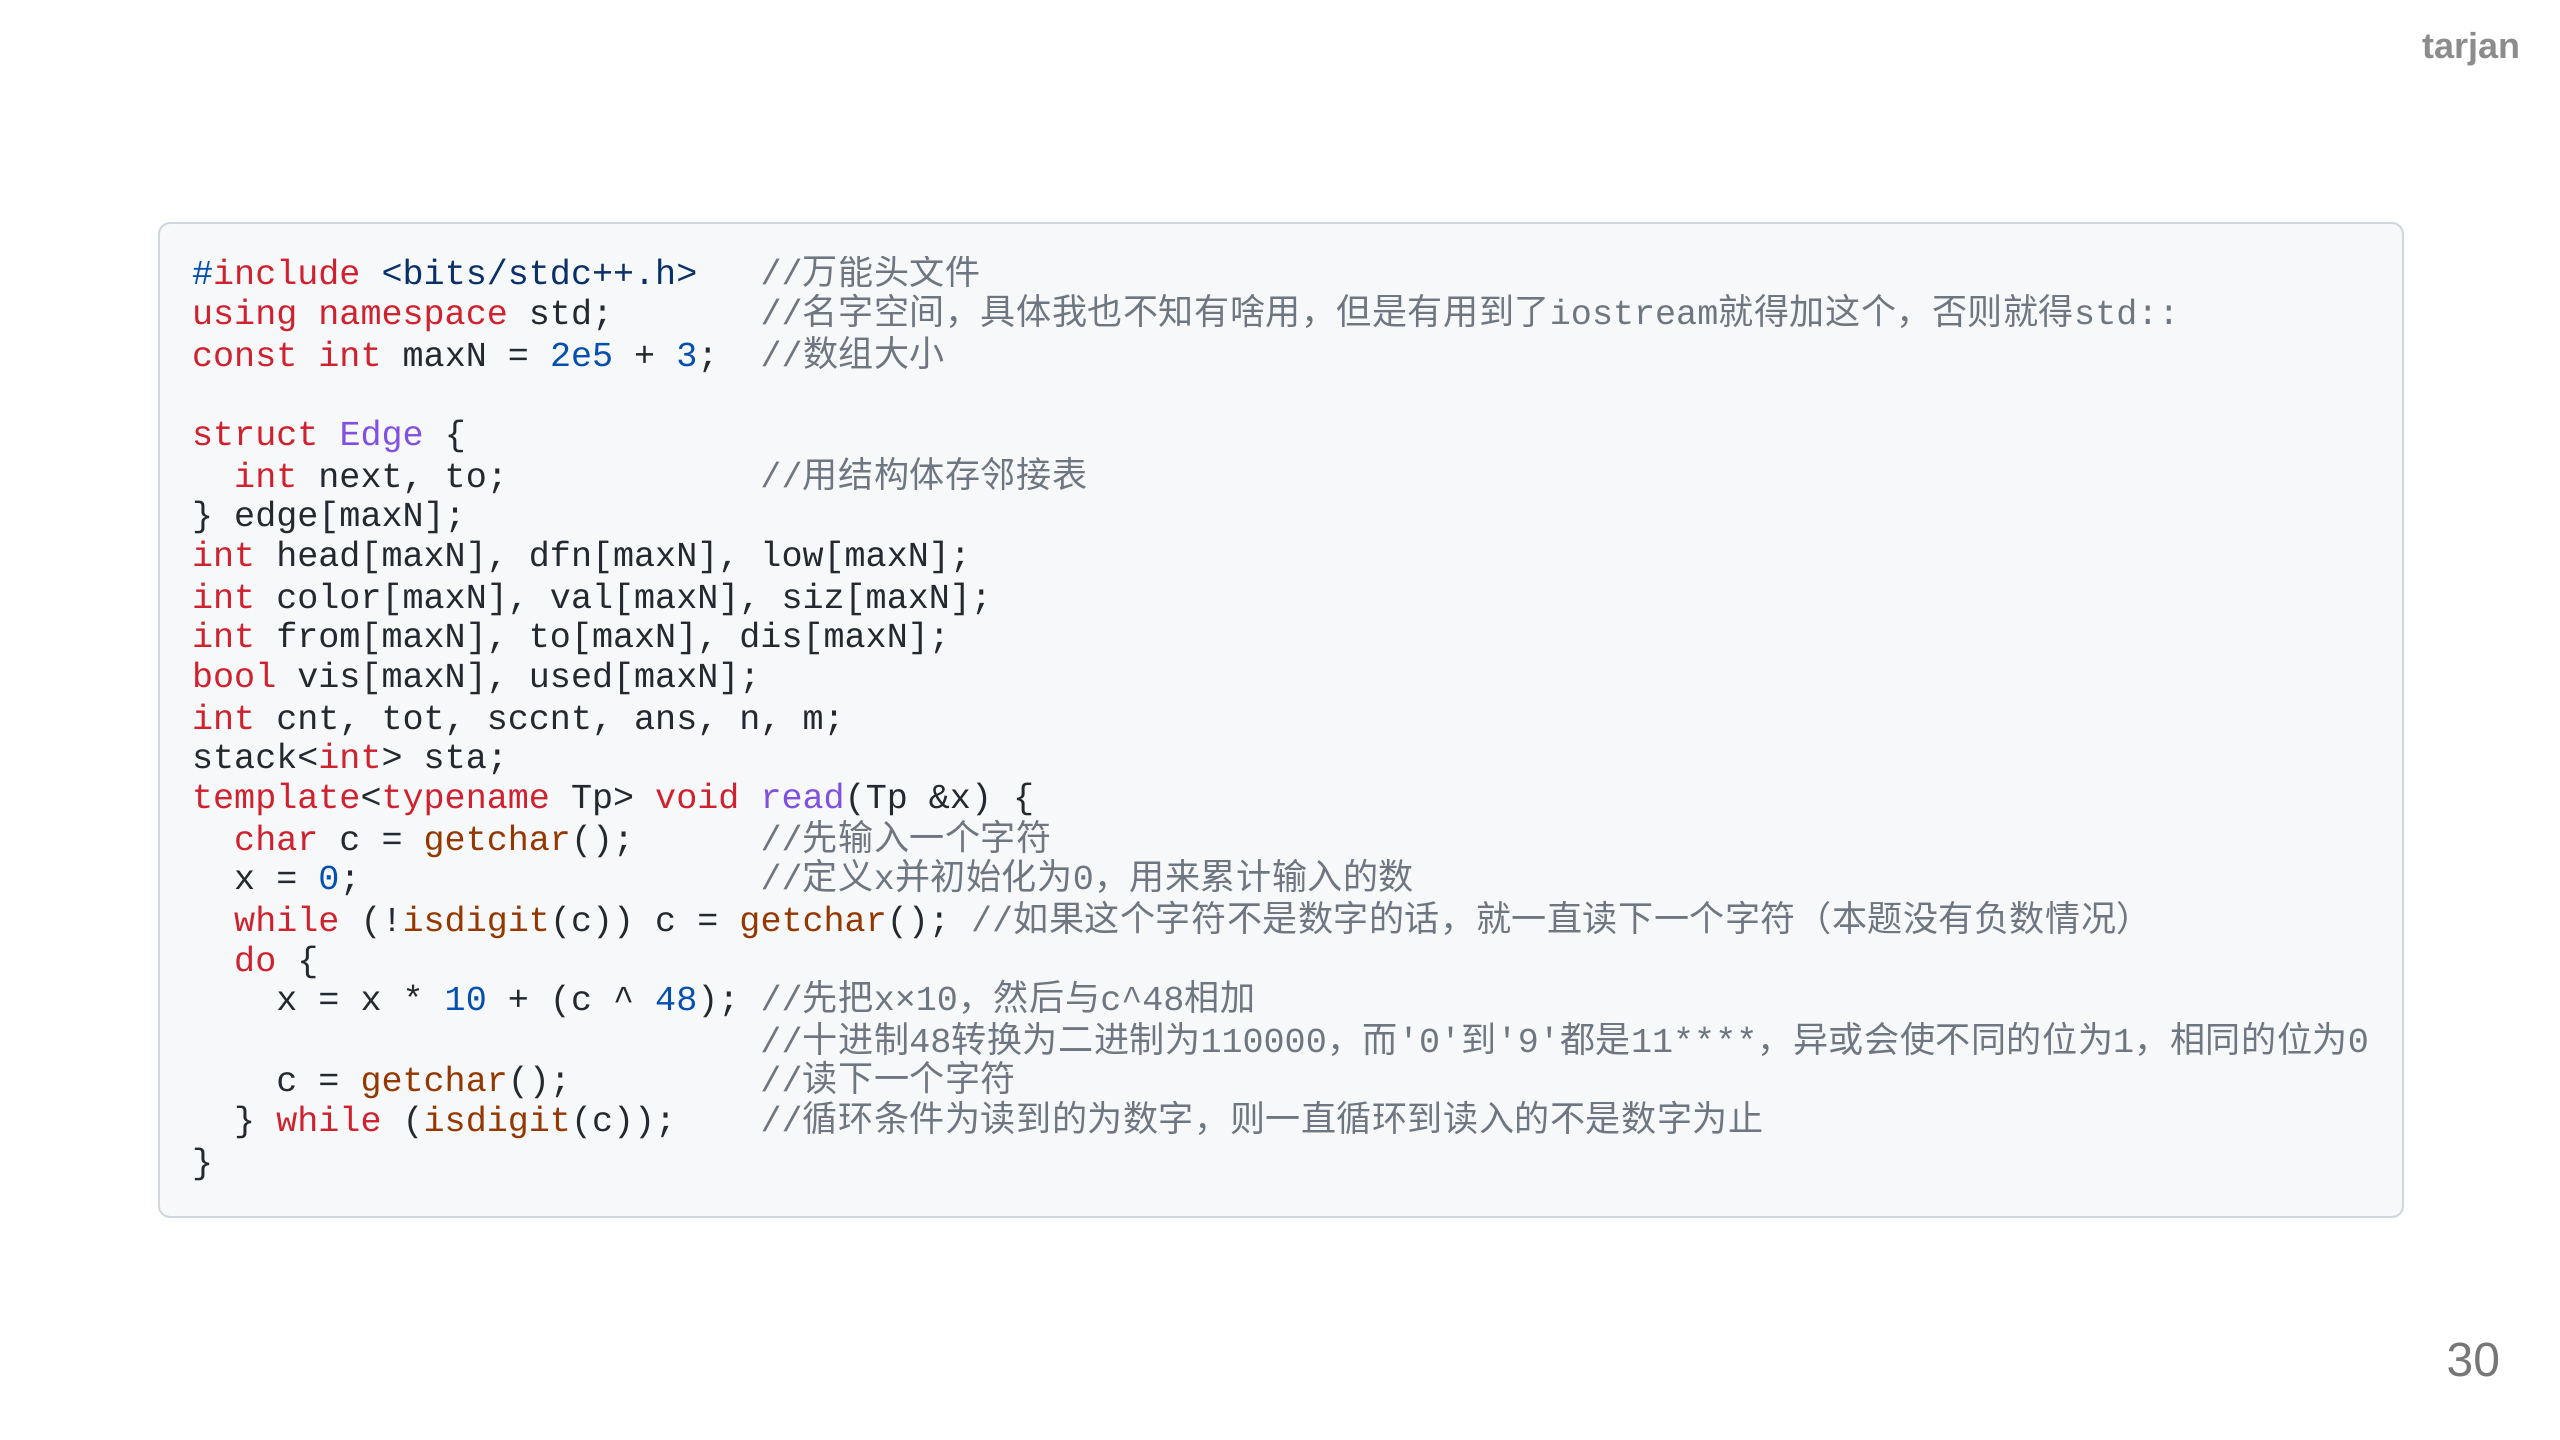 tarjan
#include <bits/stdc++.h>   //万能头文件
using namespace std;       //名字空间，具体我也不知有啥用，但是有用到了iostream就得加这个，否则就得std::
const int maxN = 2e5 + 3;  //数组大小

struct Edge {
  int next, to;            //用结构体存邻接表
} edge[maxN];
int head[maxN], dfn[maxN], low[maxN];
int color[maxN], val[maxN], siz[maxN];
int from[maxN], to[maxN], dis[maxN];
bool vis[maxN], used[maxN];
int cnt, tot, sccnt, ans, n, m;
stack<int> sta;
template<typename Tp> void read(Tp &x) {
  char c = getchar();      //先输入一个字符
  x = 0;                   //定义x并初始化为0，用来累计输入的数
  while (!isdigit(c)) c = getchar(); //如果这个字符不是数字的话，就一直读下一个字符（本题没有负数情况）
  do {
    x = x * 10 + (c ^ 48); //先把x×10，然后与c^48相加
                           //十进制48转换为二进制为110000，而'0'到'9'都是11****，异或会使不同的位为1，相同的位为0
    c = getchar();         //读下一个字符
  } while (isdigit(c));    //循环条件为读到的为数字，则一直循环到读入的不是数字为止
}
30